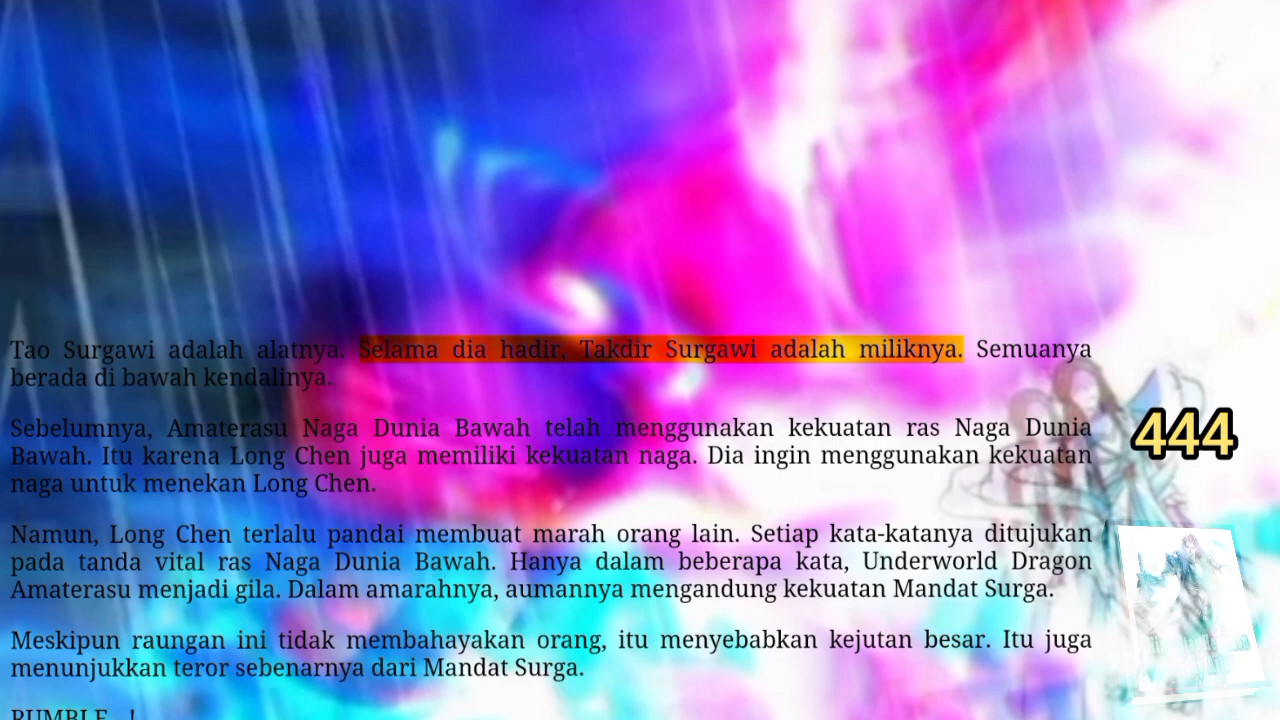 Tao Surgawi adalah alatnya. Selama dia hadir, Takdir Surgawi adalah miliknya. Semuanya
berada di bawah kendalinya.
Sebelumnya, Amaterasu Naga Dunia Bawah telah menggunakan kekuatan ras Naga Dunia
Bawah. Itu karena Long Chen juga memiliki kekuatan naga. Dia ingin menggunakan kekuatan
naga untuk menekan Long Chen.
444
Namun, Long Chen terlalu pandai membuat marah orang lain. Setiap kata-katanya ditujukan
pada tanda vital ras Naga Dunia Bawah. Hanya dalam beberapa kata, Underworld Dragon
Amaterasu menjadi gila. Dalam amarahnya, aumannya mengandung kekuatan Mandat Surga.
Meskipun raungan ini tidak membahayakan orang, itu menyebabkan kejutan besar. Itu juga
menunjukkan teror sebenarnya dari Mandat Surga.